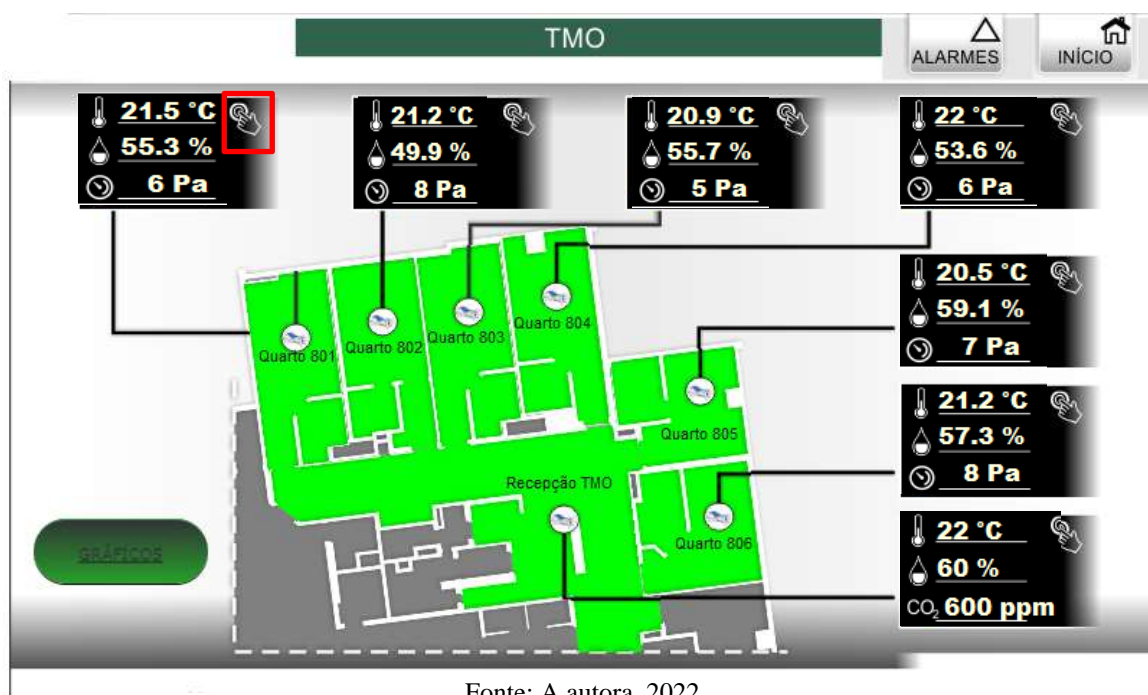 TMO
ALARMES
INÍCIO
21.5 °C
55.3 %
6 Pa
21.2 °C
49.9 %
8 Pa
20.9 °C
55.7 %
5 Pa
22 °C
53.6 %
6 Pa
20.5 °C
59.1 %
7 Pa
21.2 °C
57.3 %
8 Pa
22 °C
60 %
CO2 600 ppm
Quarto 801
Quarto 802
Quarto 803
Quarto 804
Quarto 805
Recepção TMO
Quarto 806
GRÁFICOS
Fonte: A autora, 2022